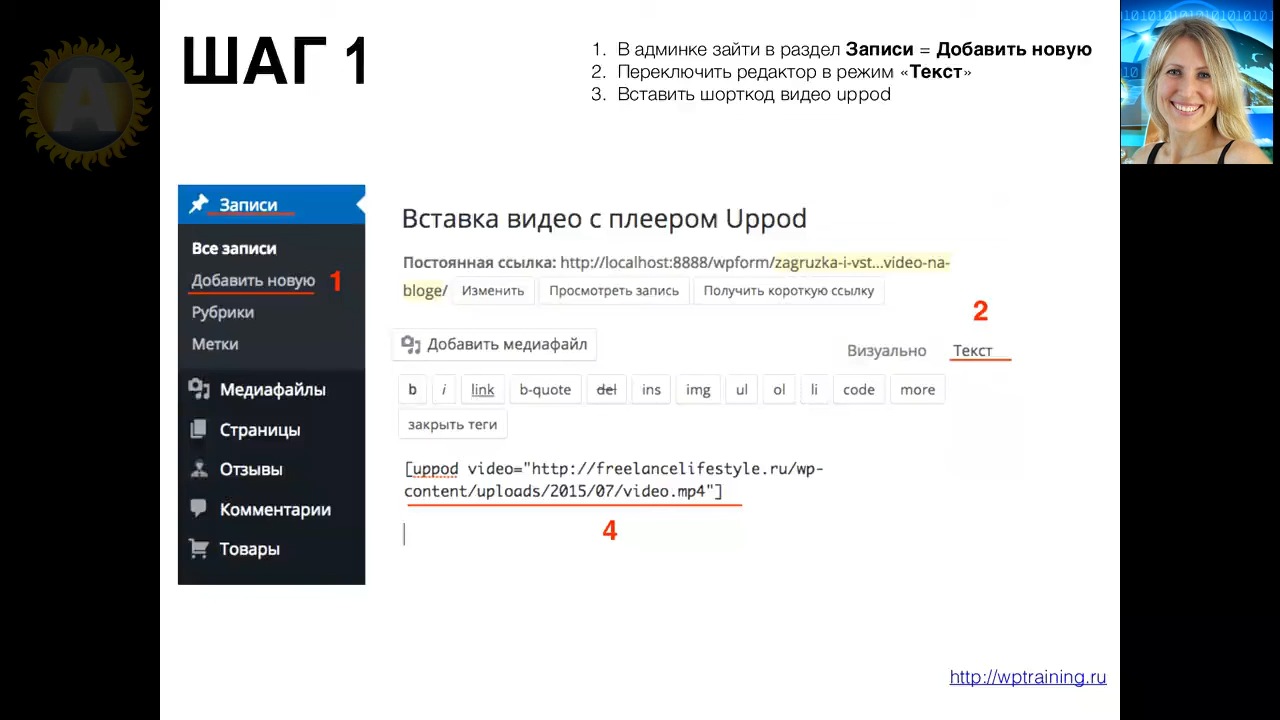 ШАГ 1
1. В админке зайти в раздел Записи = Добавить новую
2. Переключить редактор в режим «Текст»
3. Вставить шорткод видео uppod
A
Записи
Все записи
Добавить новую 1
Рубрики
Метки
Медиафайлы
Страницы
Отзывы
Комментарии
Товары
Вставка видео с плеером Uppod
Постоянная ссылка: http://localhost:8888/wpform/zagruzka-i-vst...video-na-
bloge/ Изменить Просмотреть запись Получить короткую ссылку
2
Добавить медиафайл Визуально Текст
b i link b-quote del ins img ul ol li code more
закрыть теги
[uppod video="http://freelancelifestyle.ru/wp-
content/uploads/2015/07/video.mp4"]
4
http://wptraining.ru